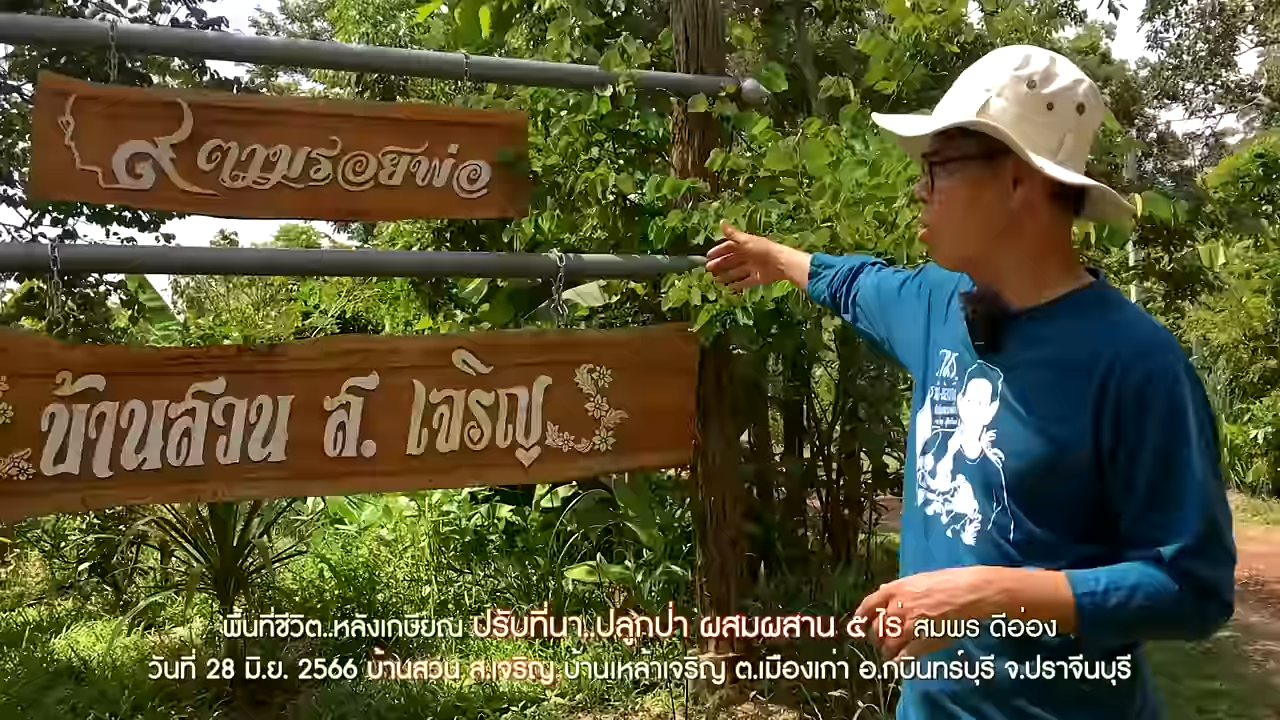 ๙ ตามรอยพ่อ
บ้านสวน ส. เจริญ
พื้นที่ชีวิต..หลังเกษียณ ปรับที่นา..ปลูกป่า ผสมผสาน ๕ ไร่ สมพร ดีอ่อง
วันที่ 28 มิ.ย. 2566 บ้านสวน ส.เจริญ บ้านเหล่าเจริญ ต.เมืองเก่า อ.กบินทร์บุรี จ.ปราจีนบุรี